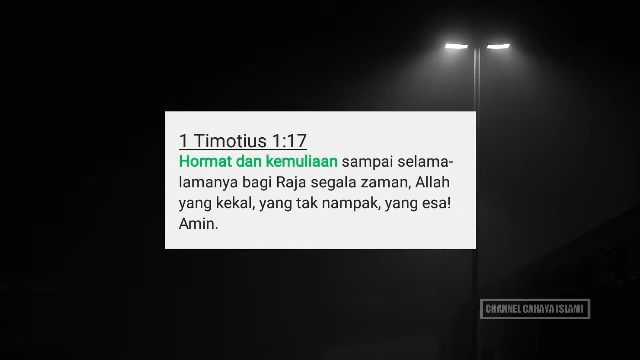 1 Timotius 1:17
Hormat dan kemuliaan sampai selama-
lamanya bagi Raja segala zaman, Allah
yang kekal, yang tak nampak, yang esa!
Amin.
CHANNEL CAHAYA ISLAMI